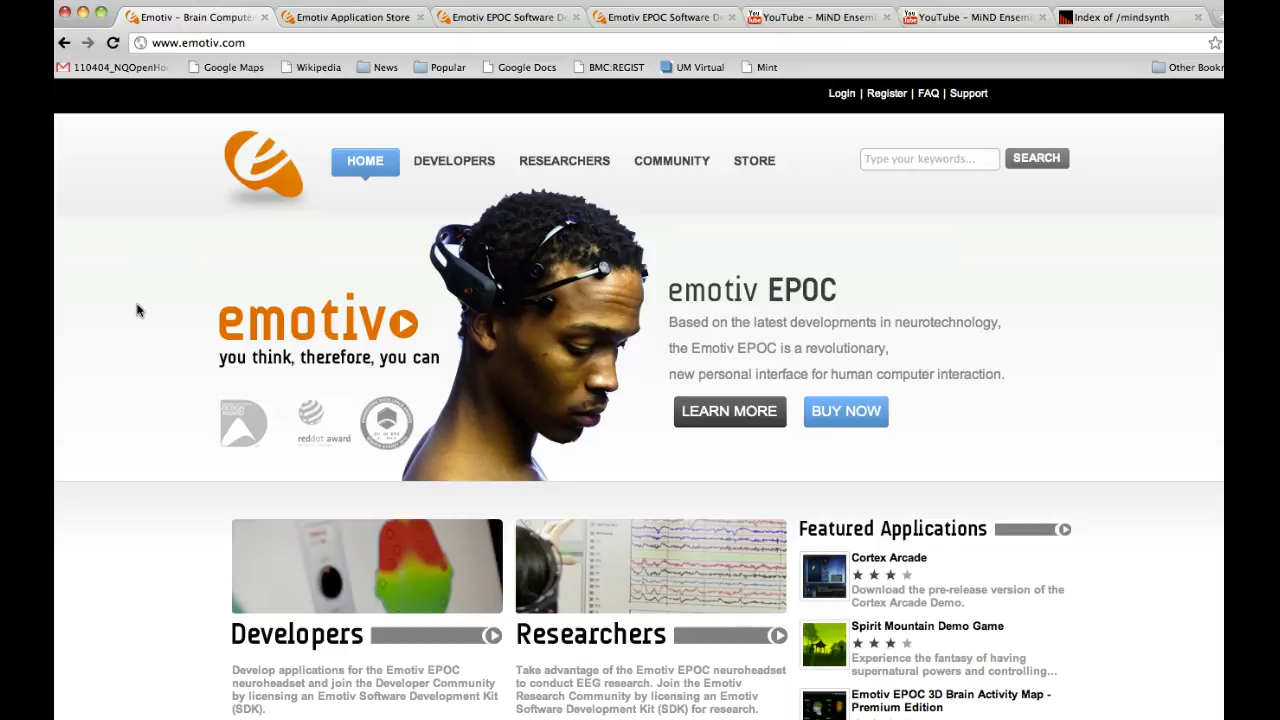 Emotiv – Brain Computer
Emotiv Application Store
Emotiv EPOC Software De
Emotiv EPOC Software De
YouTube - MiND Ensem
YouTube - MiND Ensem
Index of /mindsynth
www.emotiv.com
110404_NQOpenHo
Google Maps
Wikipedia
News
Popular
Google Docs
BMC:REGIST
UM Virtual
Mint
Other Bookr
Login | Register | FAQ | Support
HOME
DEVELOPERS
RESEARCHERS
COMMUNITY
STORE
Type your keywords...
SEARCH
emotiv
you think, therefore, you can
DESIGN
AWARD
reddot award
emotiv EPOC
Based on the latest developments in neurotechnology,
the Emotiv EPOC is a revolutionary,
new personal interface for human computer interaction.
LEARN MORE
BUY NOW
Developers
Develop applications for the Emotiv EPOC
neuroheadset and join the Developer Community
by licensing an Emotiv Software Development Kit
(SDK).
Researchers
Take advantage of the Emotiv EPOC neuroheadset
to conduct EEG research. Join the Emotiv
Research Community by licensing an Emotiv
Software Development Kit (SDK) for research.
Featured Applications
Cortex Arcade
Download the pre-release version of the
Cortex Arcade Demo.
Spirit Mountain Demo Game
Experience the fantasy of having
supernatural powers and controlling...
Emotiv EPOC 3D Brain Activity Map -
Premium Edition